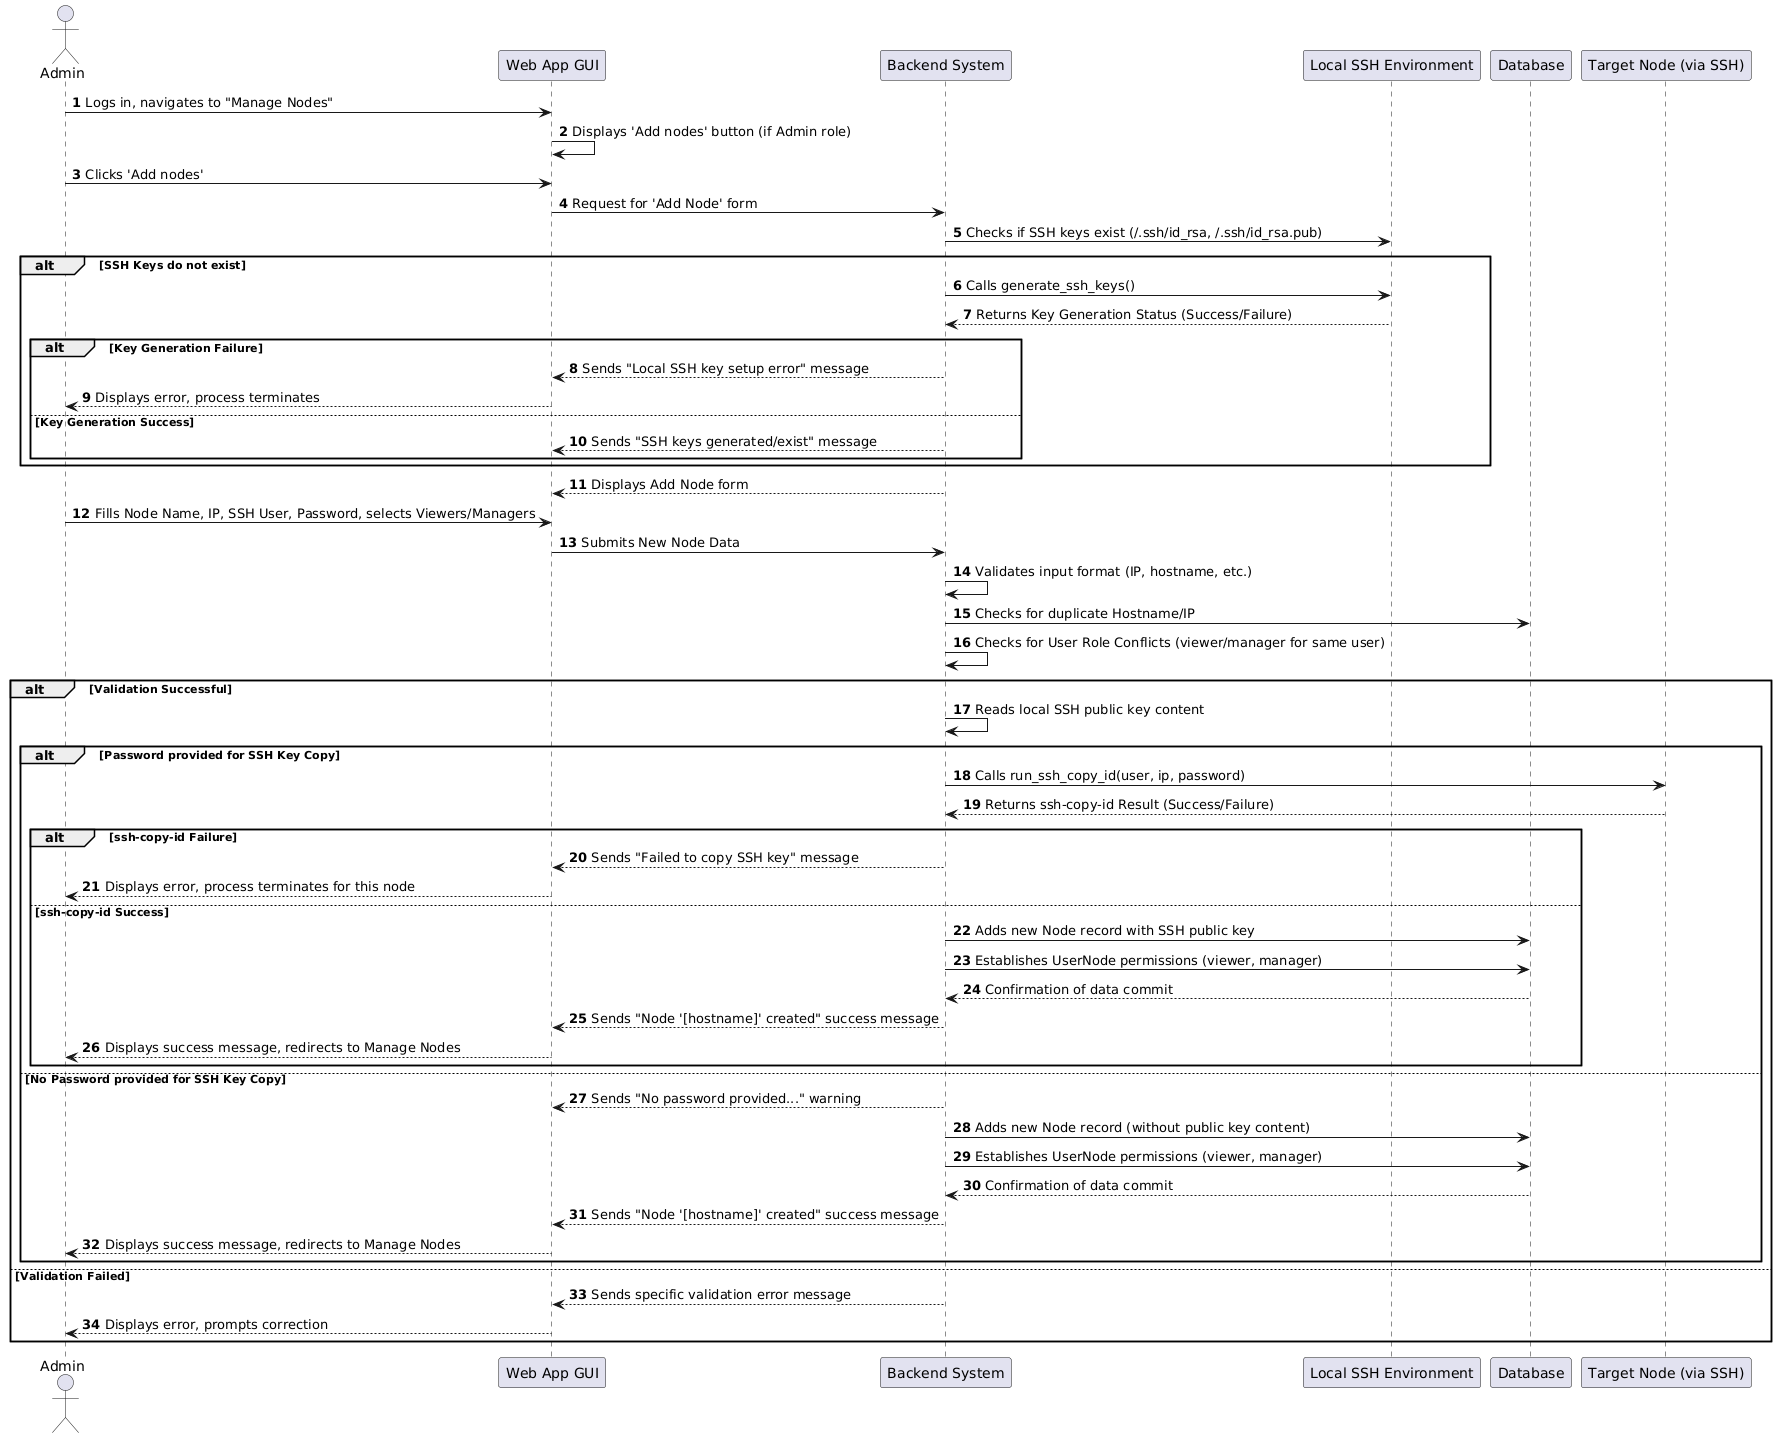 Admin
Web App GUI
Backend System
Local SSH Environment
Database
Target Node (via SSH)
1 Logs in, navigates to "Manage Nodes"
2 Displays 'Add nodes' button (if Admin role)
3 Clicks 'Add nodes'
4 Request for 'Add Node' form
5 Checks if SSH keys exist (/.ssh/id_rsa, /.ssh/id_rsa.pub)
alt [SSH Keys do not exist]
6 Calls generate_ssh_keys()
7 Returns Key Generation Status (Success/Failure)
alt [Key Generation Failure]
8 Sends "Local SSH key setup error" message
9 Displays error, process terminates
[Key Generation Success]
10 Sends "SSH keys generated/exist" message
11 Displays Add Node form
12 Fills Node Name, IP, SSH User, Password, selects Viewers/Managers
13 Submits New Node Data
14 Validates input format (IP, hostname, etc.)
15 Checks for duplicate Hostname/IP
16 Checks for User Role Conflicts (viewer/manager for same user)
alt [Validation Successful]
17 Reads local SSH public key content
alt [Password provided for SSH Key Copy]
18 Calls run_ssh_copy_id(user, ip, password)
19 Returns ssh-copy-id Result (Success/Failure)
alt [ssh-copy-id Failure]
20 Sends "Failed to copy SSH key" message
21 Displays error, process terminates for this node
[ssh-copy-id Success]
22 Adds new Node record with SSH public key
23 Establishes UserNode permissions (viewer, manager)
24 Confirmation of data commit
25 Sends "Node '[hostname]' created" success message
26 Displays success message, redirects to Manage Nodes
[No Password provided for SSH Key Copy]
27 Sends "No password provided..." warning
28 Adds new Node record (without public key content)
29 Establishes UserNode permissions (viewer, manager)
30 Confirmation of data commit
31 Sends "Node '[hostname]' created" success message
32 Displays success message, redirects to Manage Nodes
[Validation Failed]
33 Sends specific validation error message
34 Displays error, prompts correction
Admin
Web App GUI
Backend System
Local SSH Environment
Database
Target Node (via SSH)